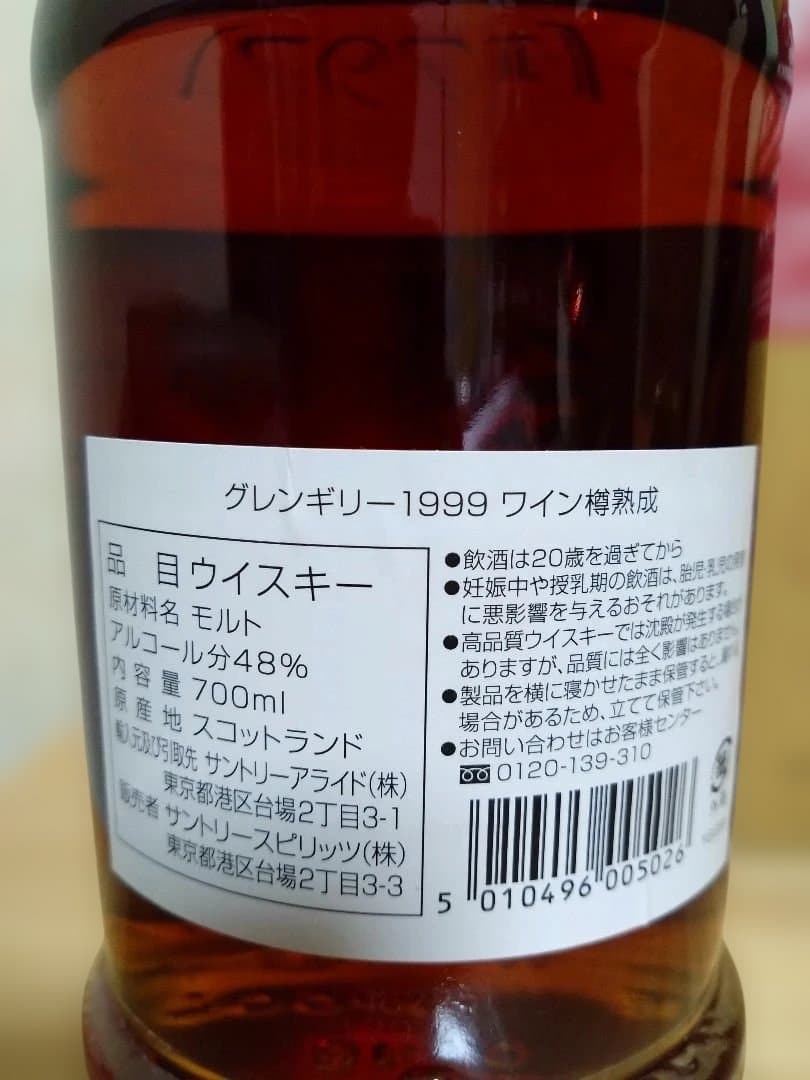 グレンギリー1999 ワイン樽熟成
品 目 ウイスキー
原材料名 モルト
アルコール分48%
内容量 700ml
原産地 スコットランド
輸入元及び引取先 サントリーアライド(株)
東京都港区台場2丁目3-1
販売者 サントリースピリッツ(株)
東京都港区台場2丁目3-3
●飲酒は20歳を過ぎてから
●妊娠中や授乳期の飲酒は、胎児・乳児の発育
に悪影響を与えるおそれがあります。
●高品質ウイスキーでは沈殿が発生する場合が
ありますが、品質には全く影響はありません。
●製品を横に寝かせたまま保管すると、漏れる
場合があるため、立てて保管下さい。
●お問い合わせはお客様センター
0120-139-310
5 010496 005026